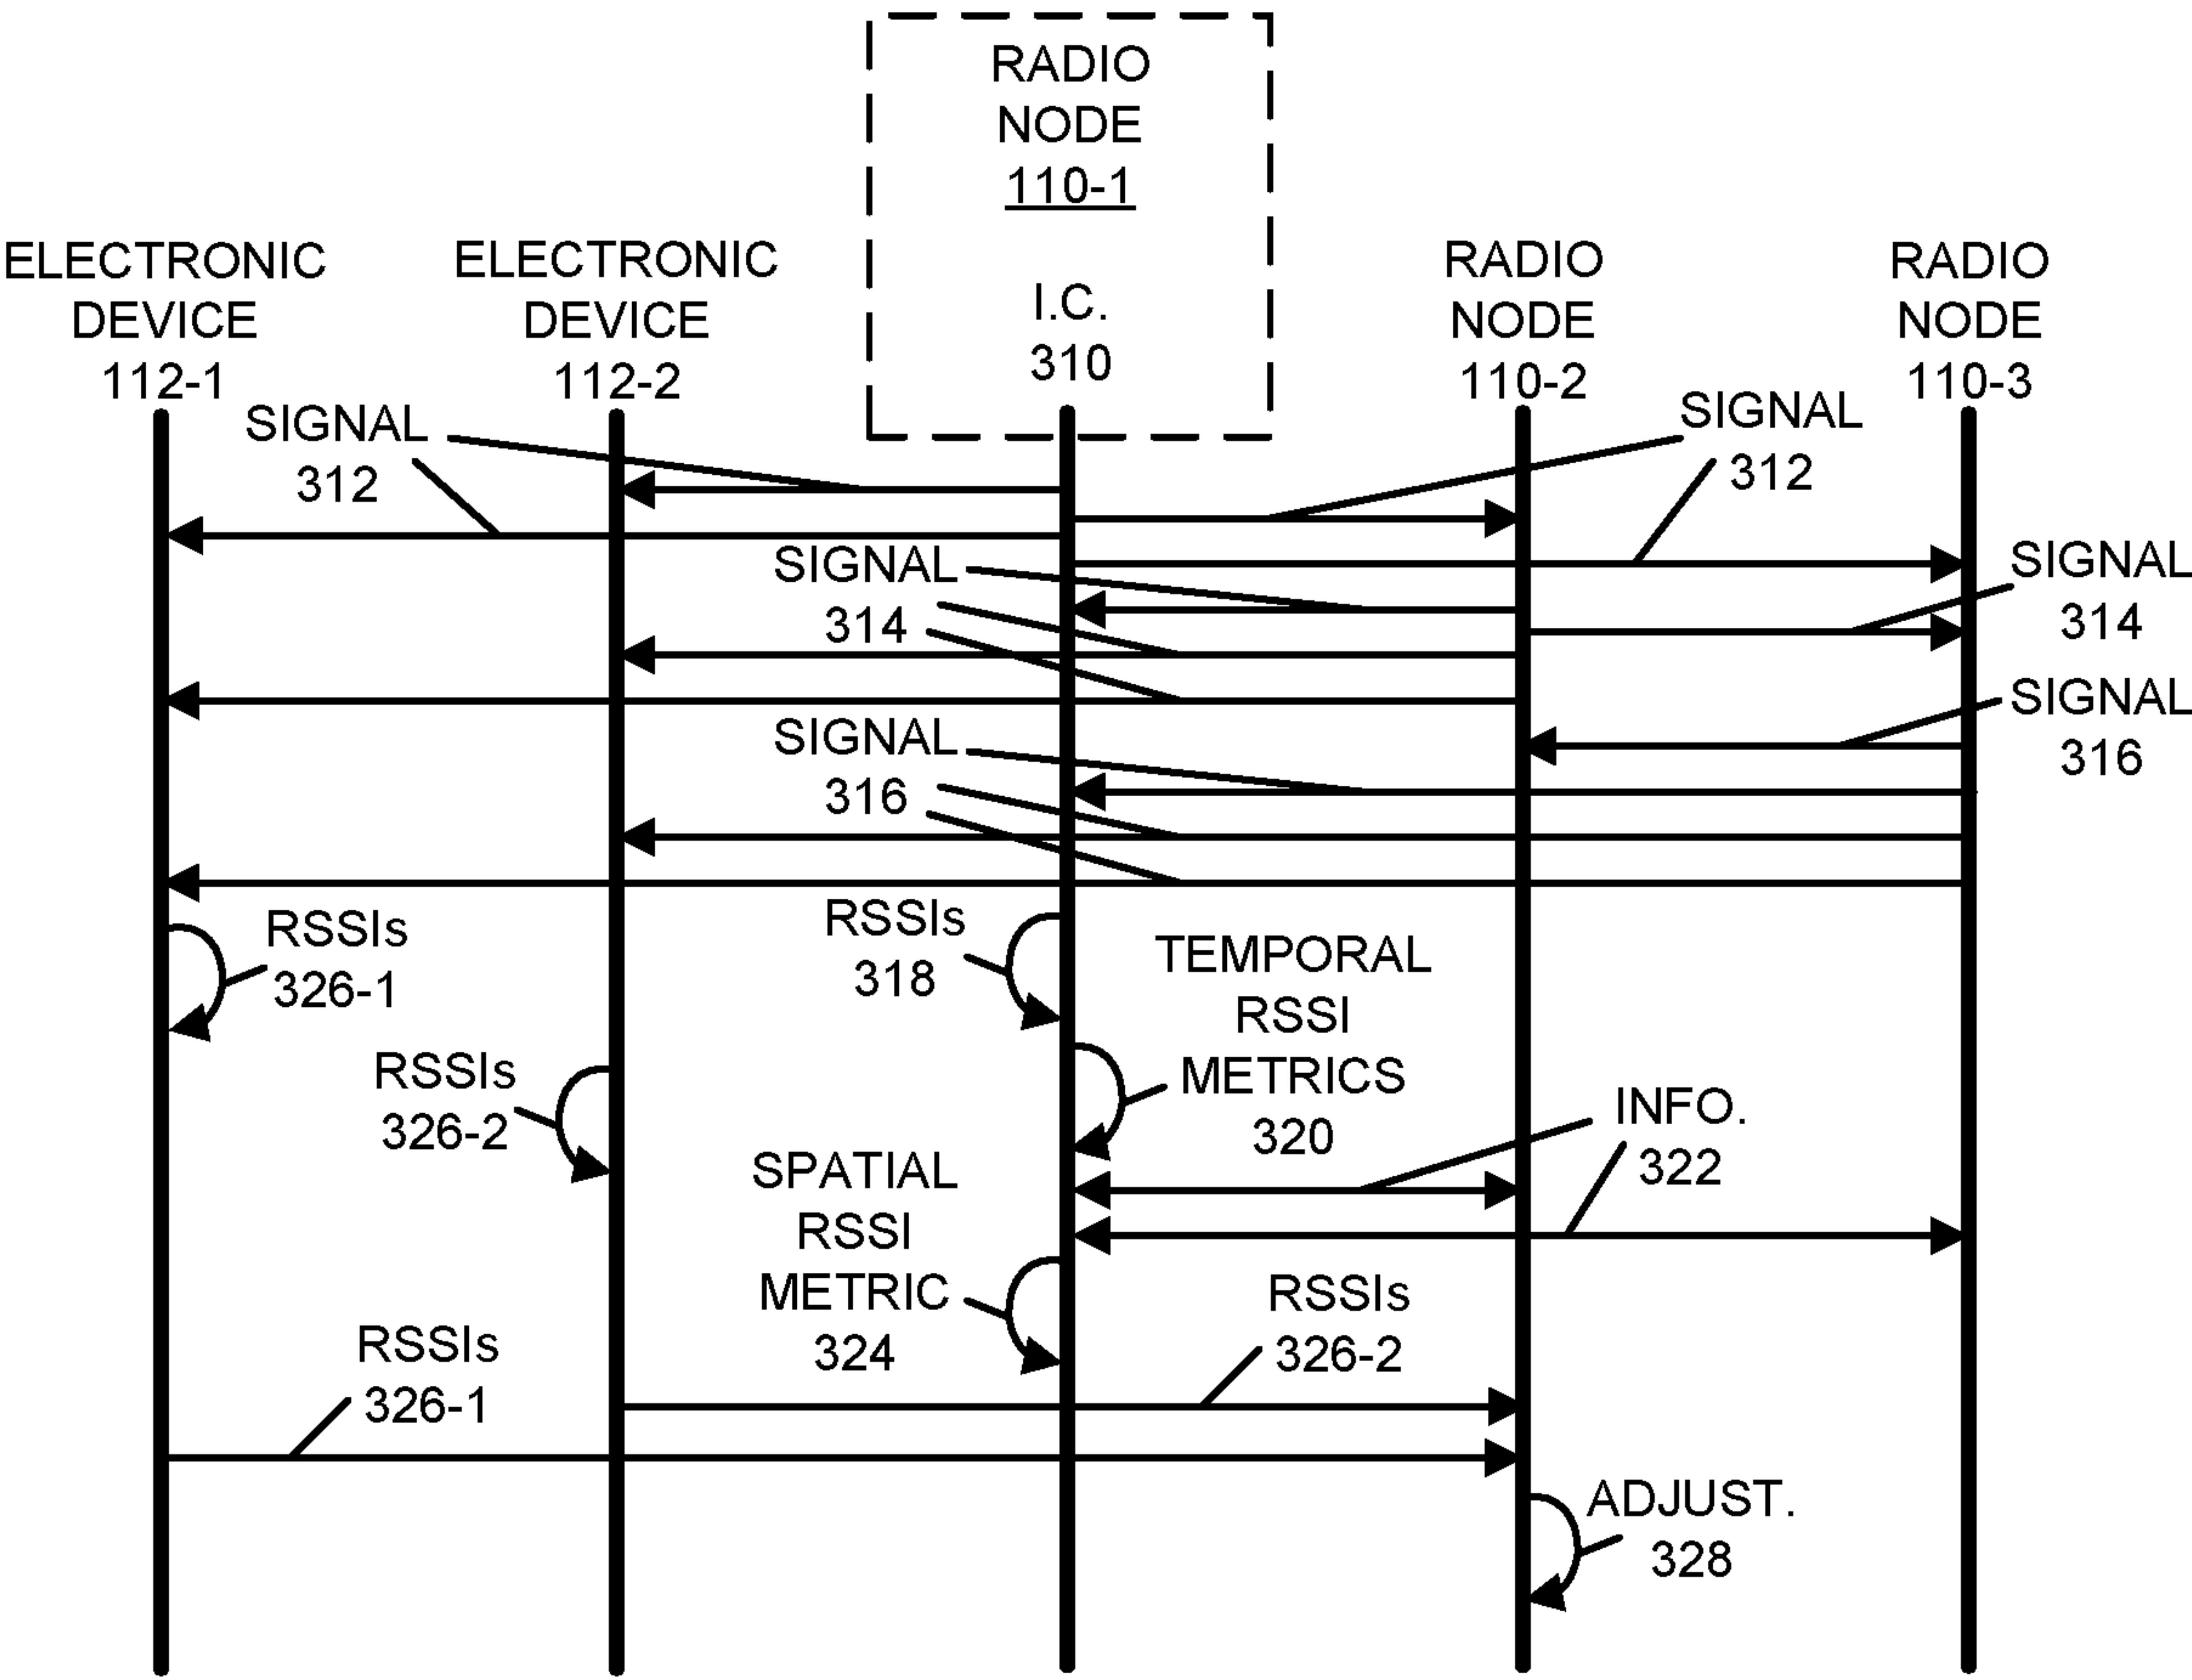 RADIO
NODE
110-1
I.C.
310
ELECTRONIC
DEVICE
112-1
ELECTRONIC
DEVICE
112-2
RADIO
NODE
110-2
RADIO
NODE
110-3
SIGNAL
312
SIGNAL
312
SIGNAL
314
SIGNAL
314
SIGNAL
316
SIGNAL
316
RSSIs
326-1
RSSIs
318
TEMPORAL
RSSI
METRICS
320
RSSIs
326-2
INFO.
322
SPATIAL
RSSI
METRIC
324
RSSIs
326-2
RSSIs
326-1
ADJUST.
328